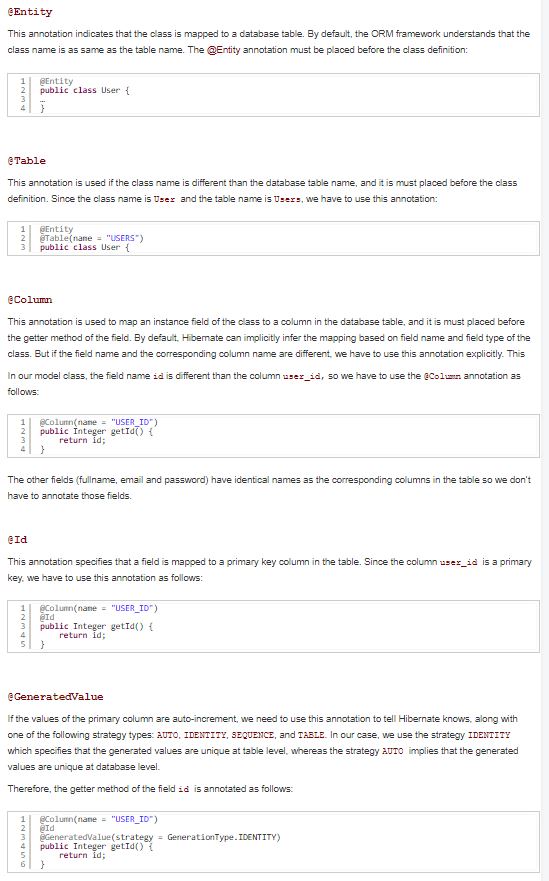 @Entity
This annotation indicates that the class is mapped to a database table. By default, the ORM framework understands that the
class name is as same as the table name. The @Entity annotation must be placed before the class definition:
1 @Entity
2 public class User {
3 ...
4 }
@Table
This annotation is used if the class name is different than the database table name, and it is must placed before the class
definition. Since the class name is User and the table name is Users, we have to use this annotation:
1 @Entity
2 @Table(name = "USERS")
3 public class User {
@Column
This annotation is used to map an instance field of the class to a column in the database table, and it is must placed before
the getter method of the field. By default, Hibernate can implicitly infer the mapping based on field name and field type of the
class. But if the field name and the corresponding column name are different, we have to use this annotation explicitly. This
In our model class, the field name id is different than the column user_id, so we have to use the @Column annotation as
follows:
1 @Column(name = "USER_ID")
2 public Integer getId() {
3 return id;
4 }
The other fields (fullname, email and password) have identical names as the corresponding columns in the table so we don't
have to annotate those fields.
@Id
This annotation specifies that a field is mapped to a primary key column in the table. Since the column user_id is a primary
key, we have to use this annotation as follows:
1 @Column(name = "USER_ID")
2 @Id
3 public Integer getId() {
4 return id;
5 }
@GeneratedValue
If the values of the primary column are auto-increment, we need to use this annotation to tell Hibernate knows, along with
one of the following strategy types: AUTO, IDENTITY, SEQUENCE, and TABLE. In our case, we use the strategy IDENTITY
which specifies that the generated values are unique at table level, whereas the strategy AUTO implies that the generated
values are unique at database level.
Therefore, the getter method of the field id is annotated as follows:
1 @Column(name = "USER_ID")
2 @Id
3 @GeneratedValue(strategy = GenerationType.IDENTITY)
4 public Integer getId() {
5 return id;
6 }